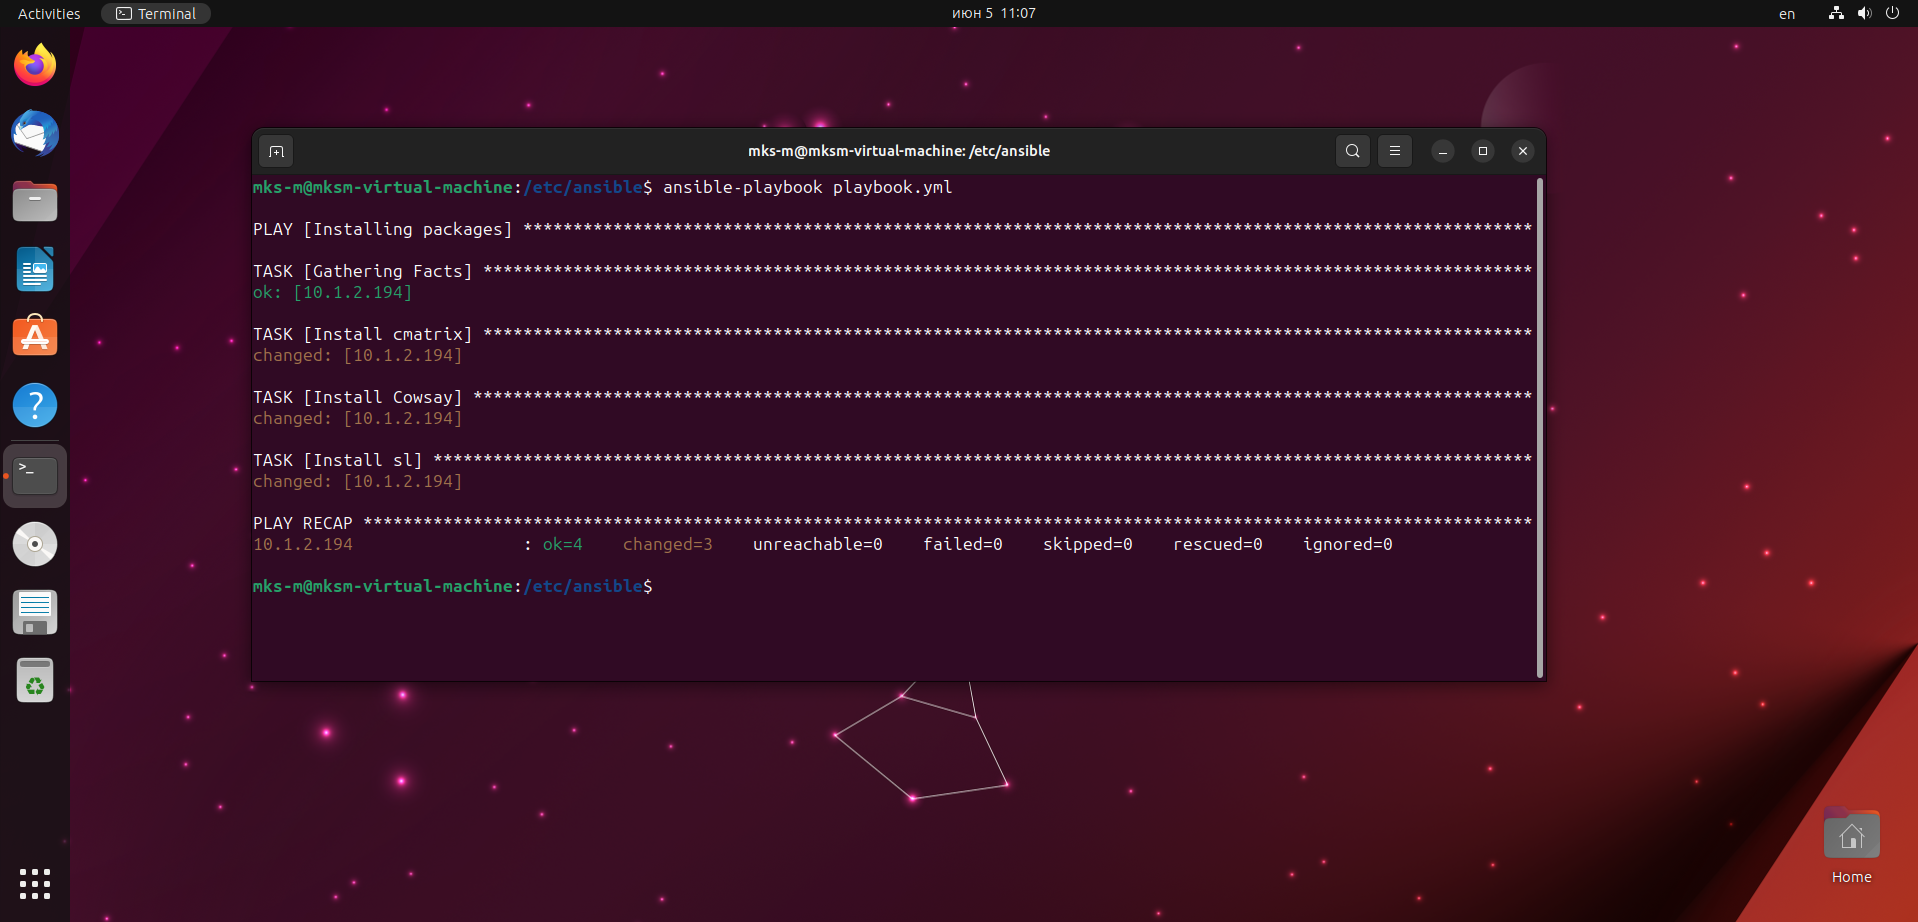 Activities Terminal июн 5 11:07 en
mks-m@mksm-virtual-machine: /etc/ansible
mks-m@mksm-virtual-machine:/etc/ansible$ ansible-playbook playbook.yml
PLAY [Installing packages] *****************************************************************************************************
TASK [Gathering Facts] *********************************************************************************************************
ok: [10.1.2.194]
TASK [Install cmatrix] *********************************************************************************************************
changed: [10.1.2.194]
TASK [Install Cowsay] **********************************************************************************************************
changed: [10.1.2.194]
TASK [Install sl] **************************************************************************************************************
changed: [10.1.2.194]
PLAY RECAP *********************************************************************************************************************
10.1.2.194                 : ok=4    changed=3    unreachable=0    failed=0    skipped=0    rescued=0    ignored=0
mks-m@mksm-virtual-machine:/etc/ansible$
Home